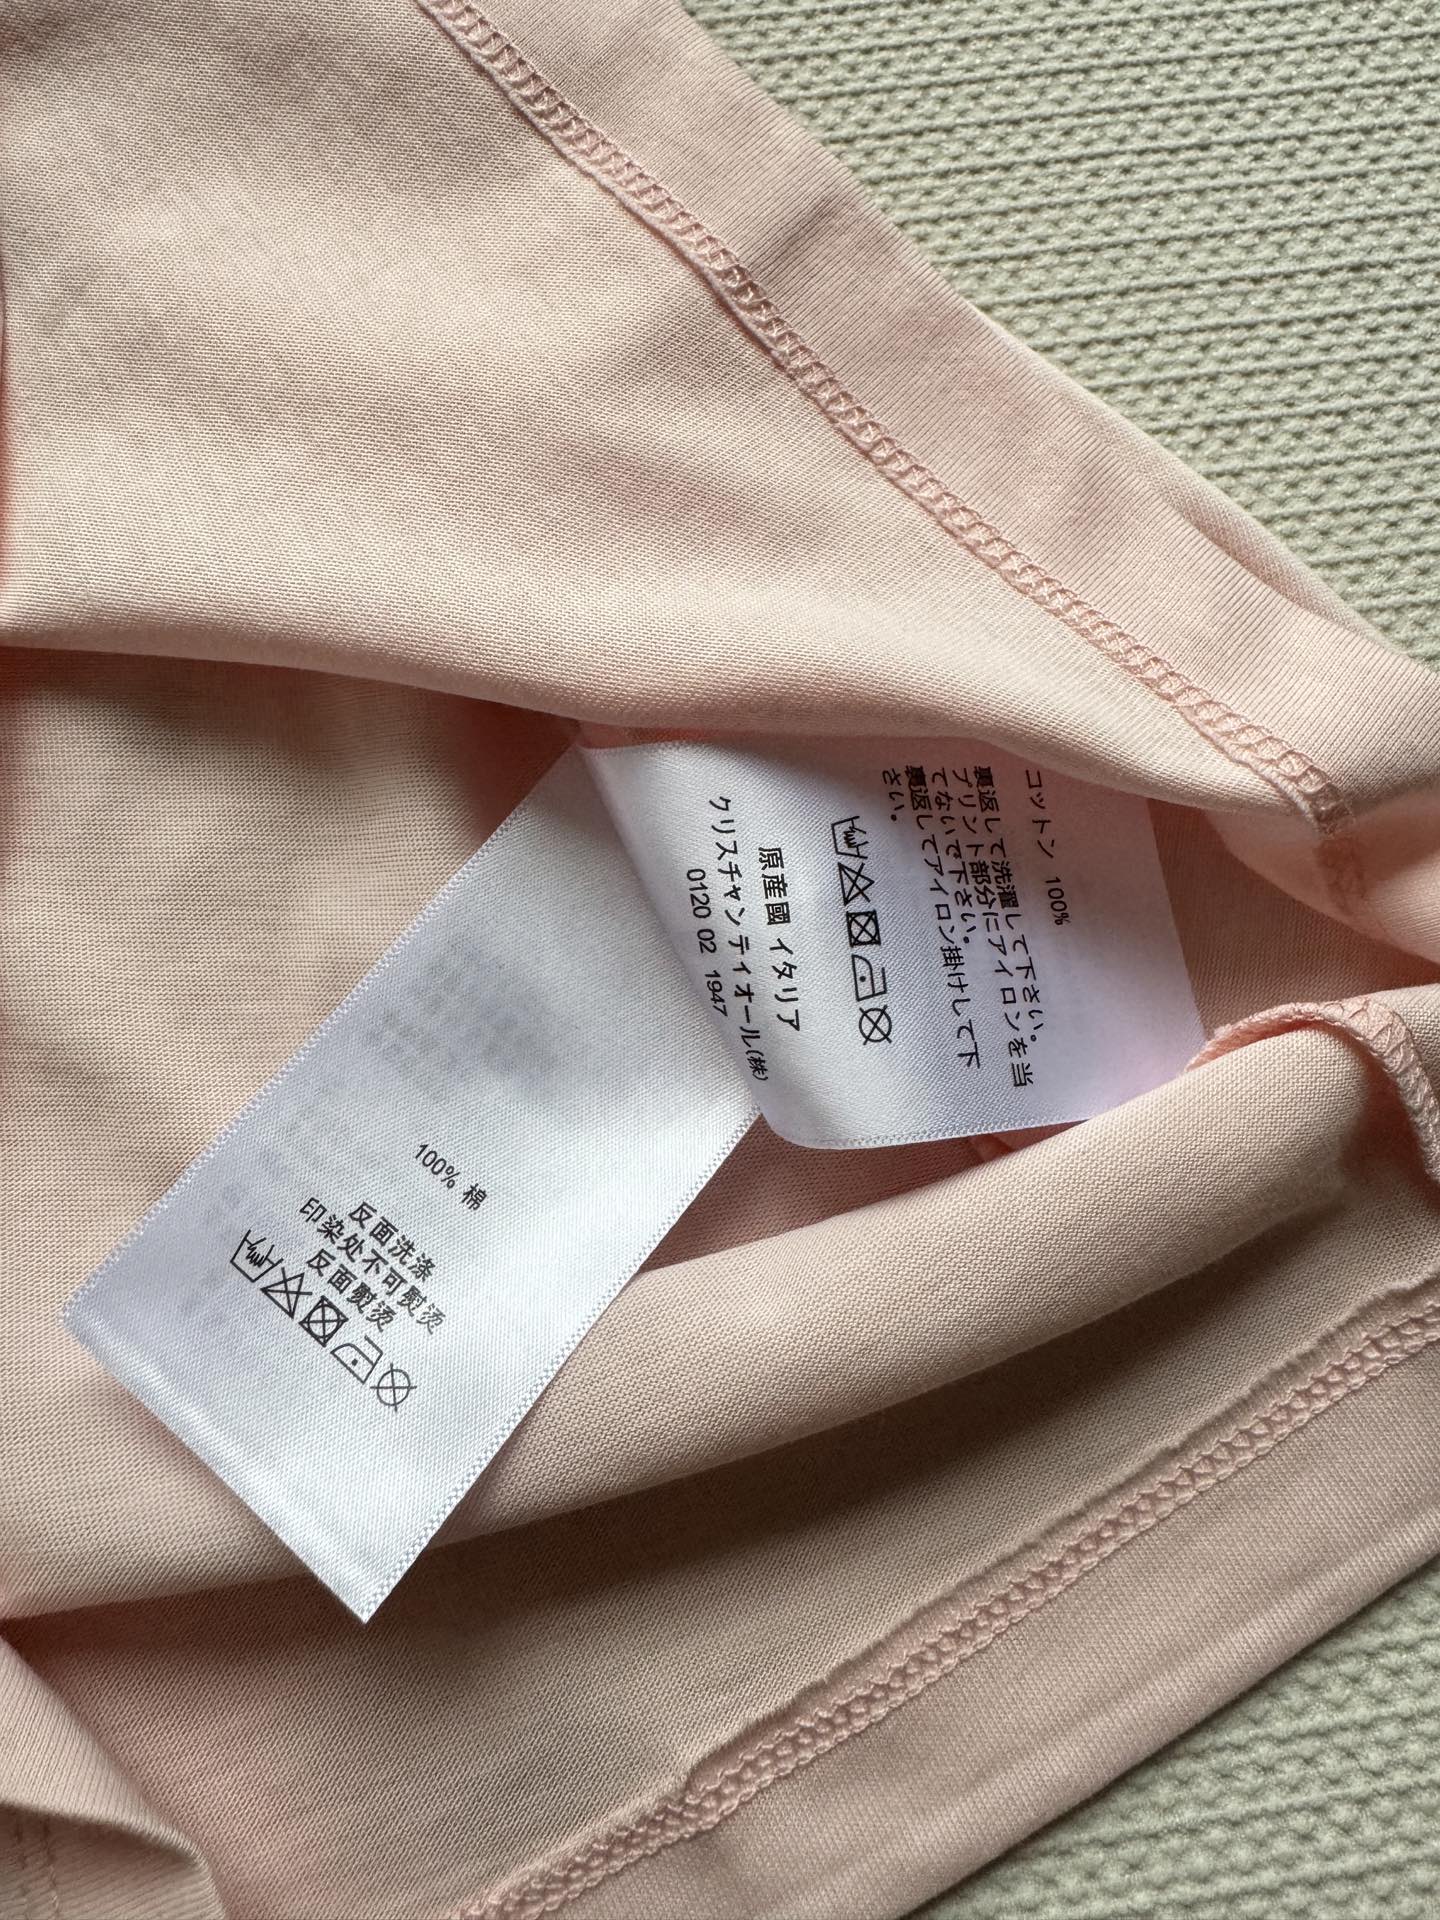 コットン 100%
裏返して洗濯して下さい。
プリント部分にアイロンを当
てないで下さい。
裏返してアイロン掛けして下
さい。
原産國 イタリア
クリスチャンディオール(株)
0120 02 1947
100% 棉
反面洗涤
印染处不可熨烫
反面熨烫